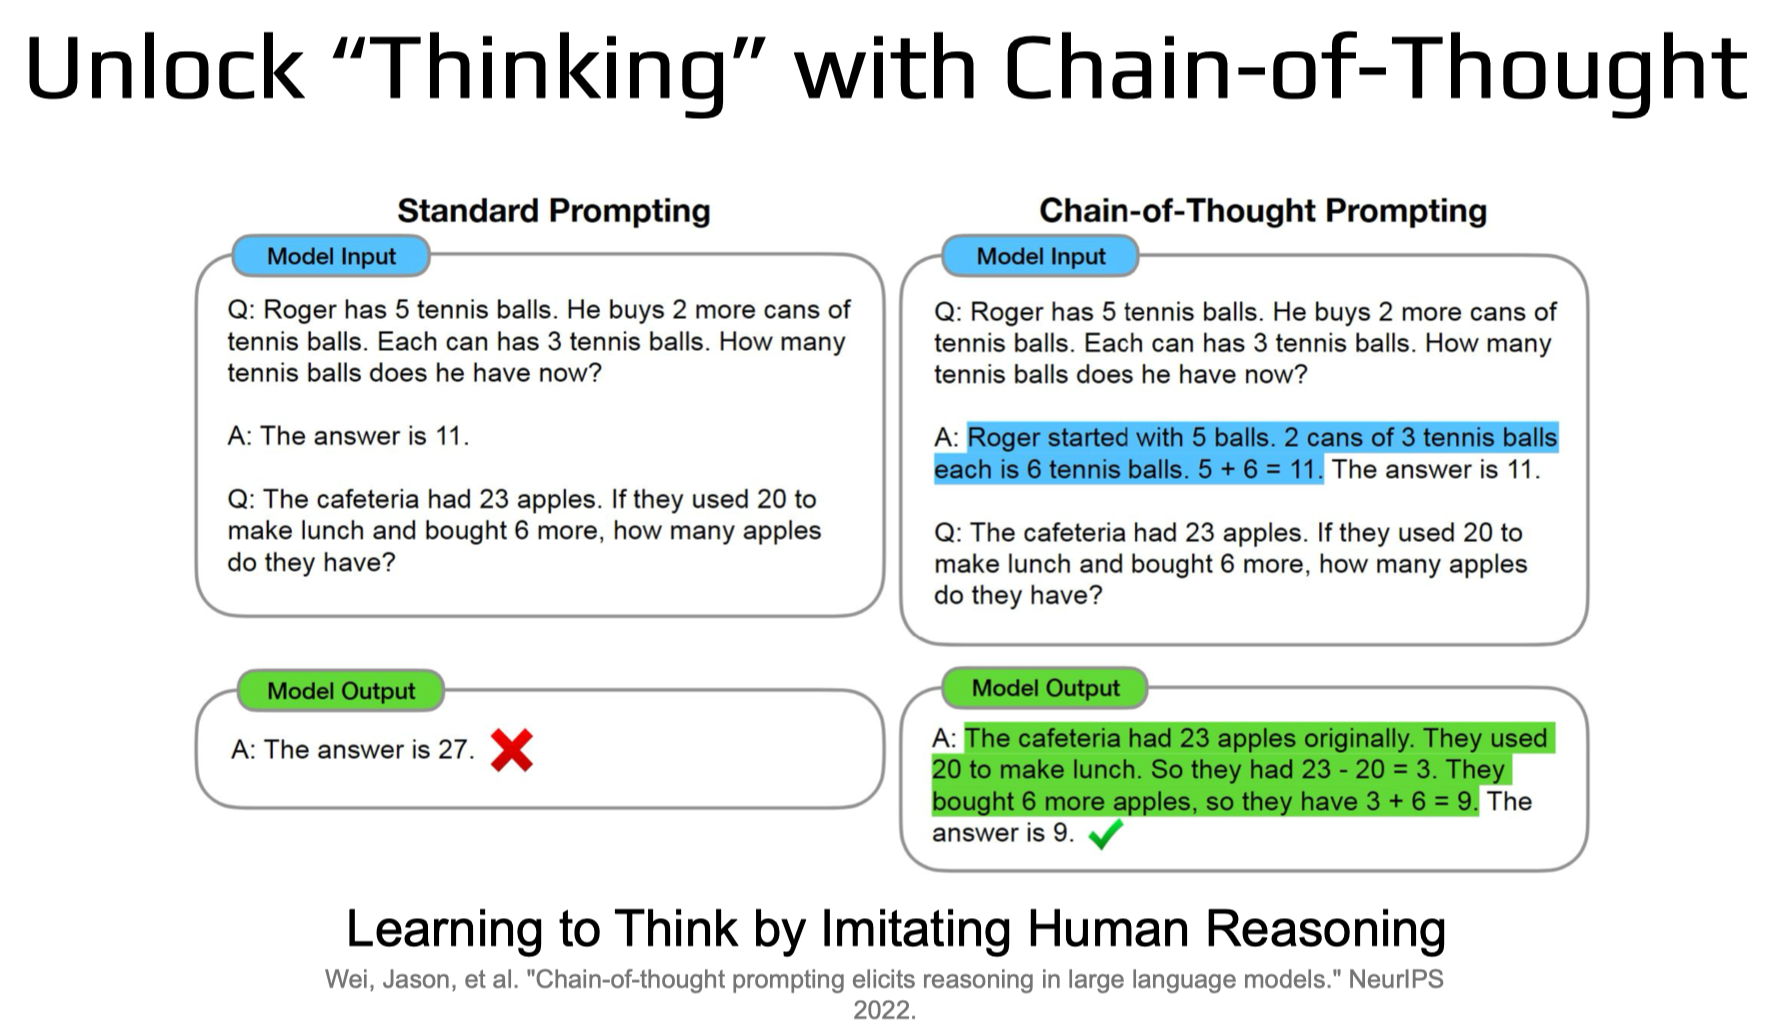 Unlock “Thinking” with Chain-of-Thought
Standard Prompting
Model Input
Q: Roger has 5 tennis balls. He buys 2 more cans of
tennis balls. Each can has 3 tennis balls. How many
tennis balls does he have now?
A: The answer is 11.
Q: The cafeteria had 23 apples. If they used 20 to
make lunch and bought 6 more, how many apples
do they have?
Model Output
A: The answer is 27.
Chain-of-Thought Prompting
Model Input
Q: Roger has 5 tennis balls. He buys 2 more cans of
tennis balls. Each can has 3 tennis balls. How many
tennis balls does he have now?
A: Roger started with 5 balls. 2 cans of 3 tennis balls
each is 6 tennis balls. 5 + 6 = 11. The answer is 11.
Q: The cafeteria had 23 apples. If they used 20 to
make lunch and bought 6 more, how many apples
do they have?
Model Output
A: The cafeteria had 23 apples originally. They used
20 to make lunch. So they had 23 - 20 = 3. They
bought 6 more apples, so they have 3 + 6 = 9. The
answer is 9.
Learning to Think by Imitating Human Reasoning
Wei, Jason, et al. "Chain-of-thought prompting elicits reasoning in large language models." NeurIPS
2022.